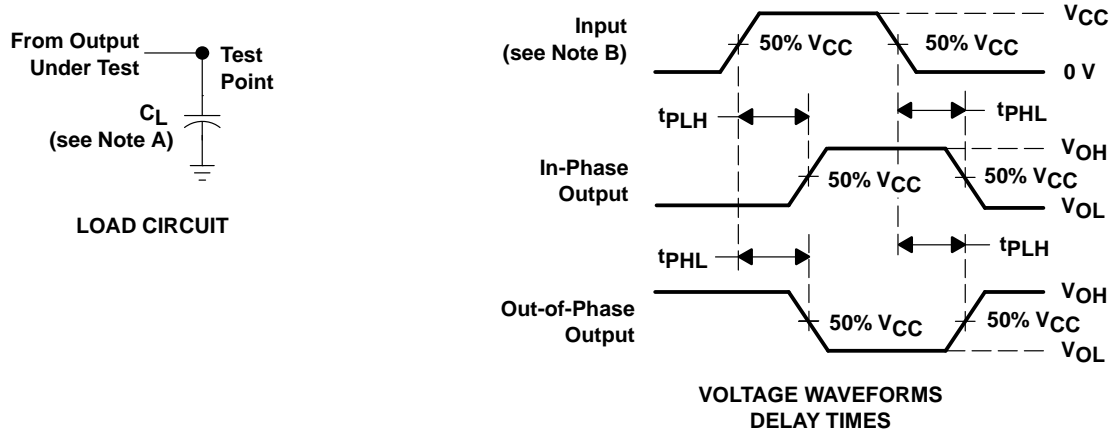 From Output
Under Test
Test
Point
CL
(see Note A)
LOAD CIRCUIT
Input
(see Note B)
50% VCC
50% VCC
VCC
0 V
tPLH
tPHL
In-Phase
Output
50% VCC
50% VCC
VOH
VOL
tPHL
tPLH
Out-of-Phase
Output
50% VCC
50% VCC
VOH
VOL
VOLTAGE WAVEFORMS
DELAY TIMES